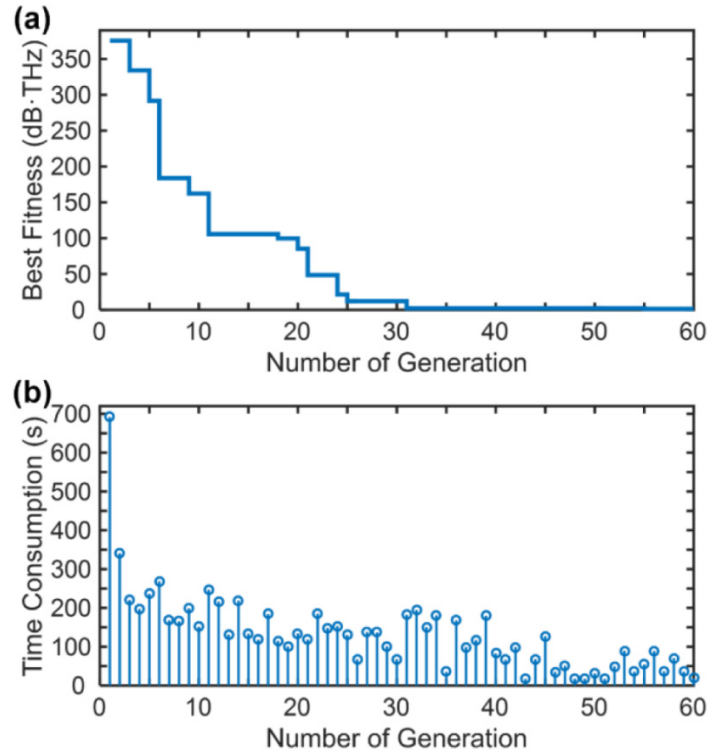 (a)
Best Fitness (dB·THz)
350
300
250
200
150
100
50
0
0 10 20 30 40 50 60
Number of Generation
(b)
Time Consumption (s)
700
600
500
400
300
200
100
0
0 10 20 30 40 50 60
Number of Generation